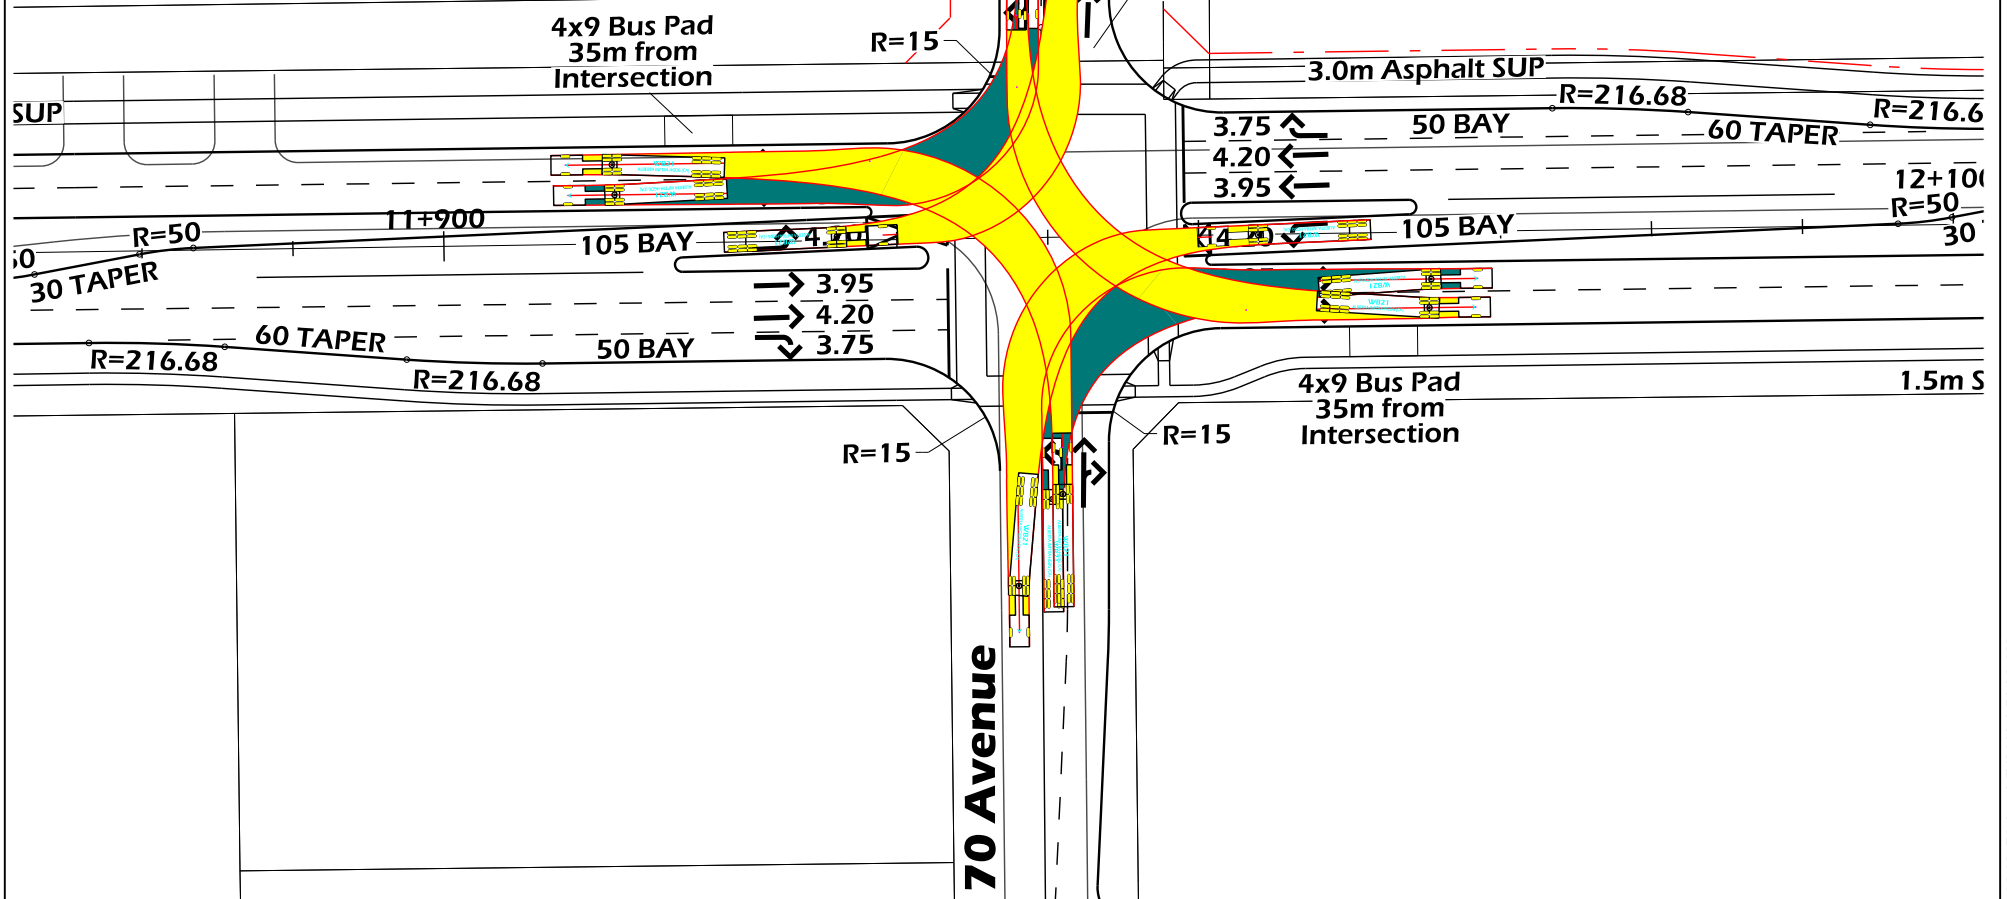 4x9 Bus Pad
35m from
Intersection
R=15
3.0m Asphalt SUP
R=216.68
R=216.6
SUP
3.75
50 BAY
60 TAPER
4.20
3.95
12+100
R=50
11+900
R=50
105 BAY
105 BAY
30
50
30 TAPER
3.95
4.20
3.75
60 TAPER
50 BAY
R=216.68
R=216.68
4x9 Bus Pad
35m from
Intersection
1.5m S
R=15
R=15
70 Avenue